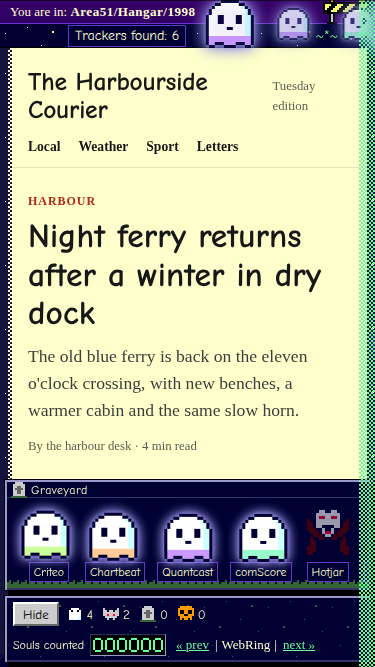 You are in: Area51/Hangar/1998
Trackers found: 6
~*~
The Harbourside Courier
Tuesday edition
Local Weather Sport Letters
HARBOUR
Night ferry returns
after a winter in dry
dock
The old blue ferry is back on the eleven
o'clock crossing, with new benches, a
warmer cabin and the same slow horn.
By the harbour desk · 4 min read
Graveyard
Criteo Chartbeat Quantcast comScore Hotjar
Hide 4 2 0 0
Souls counted 000000 « prev | WebRing | next »